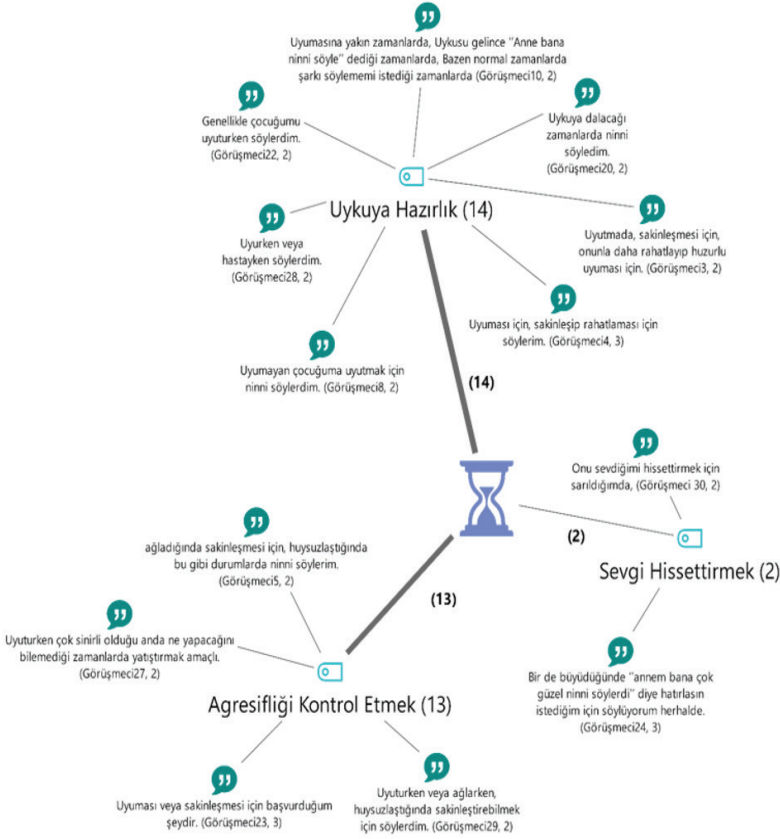 Uyumasına yakın zamanlarda, Uykusu gelince "Anne bana
ninni söyle" dediği zamanlarda, Bazen normal zamanlarda
şarkı söylememi istediği zamanlarda (Görüşmeci10, 2)
Genellikle çocuğumu
uyuturken söylerdim.
(Görüşmeci22, 2)
Uykuya dalacağı
zamanlarda ninni
söyledim.
(Görüşmeci20, 2)
Uykuya Hazırlık (14)
Uyurken veya
hastayken söylerdim.
(Görüşmeci28, 2)
Uyutmada, sakinleşmesi için,
onunla daha rahatlayıp huzurlu
uyuması için. (Görüşmeci3, 2)
Uyuması için, sakinleşip rahatlaması için
söylerim. (Görüşmeci4, 3)
Uyumayan çocuğuma uyutmak için
ninni söylerdim. (Görüşmeci8, 2)
(14)
Onu sevdiğimi hissettirmek için
sarıldığımda, (Görüşmeci 30, 2)
(2)
Sevgi Hissettirmek (2)
ağladığında sakinleşmesi için, huysuzlaştığında
bu gibi durumlarda ninni söylerim.
(Görüşmeci5, 2)
(13)
Uyuturken çok sinirli olduğu anda ne yapacağını
bilemediği zamanlarda yatıştırmak amaçlı.
(Görüşmeci27, 2)
Agresifliği Kontrol Etmek (13)
Bir de büyüdüğünde "annem bana çok
güzel ninni söylerdi" diye hatırlasın
istediğim için söylüyorum herhalde.
(Görüşmeci24, 3)
Uyuması veya sakinleşmesi için başvurduğum
şeydir. (Görüşmeci23, 3)
Uyuturken veya ağlarken,
huysuzlaştığında sakinleştirebilmek
için söylerdim. (Görüşmeci29, 2)